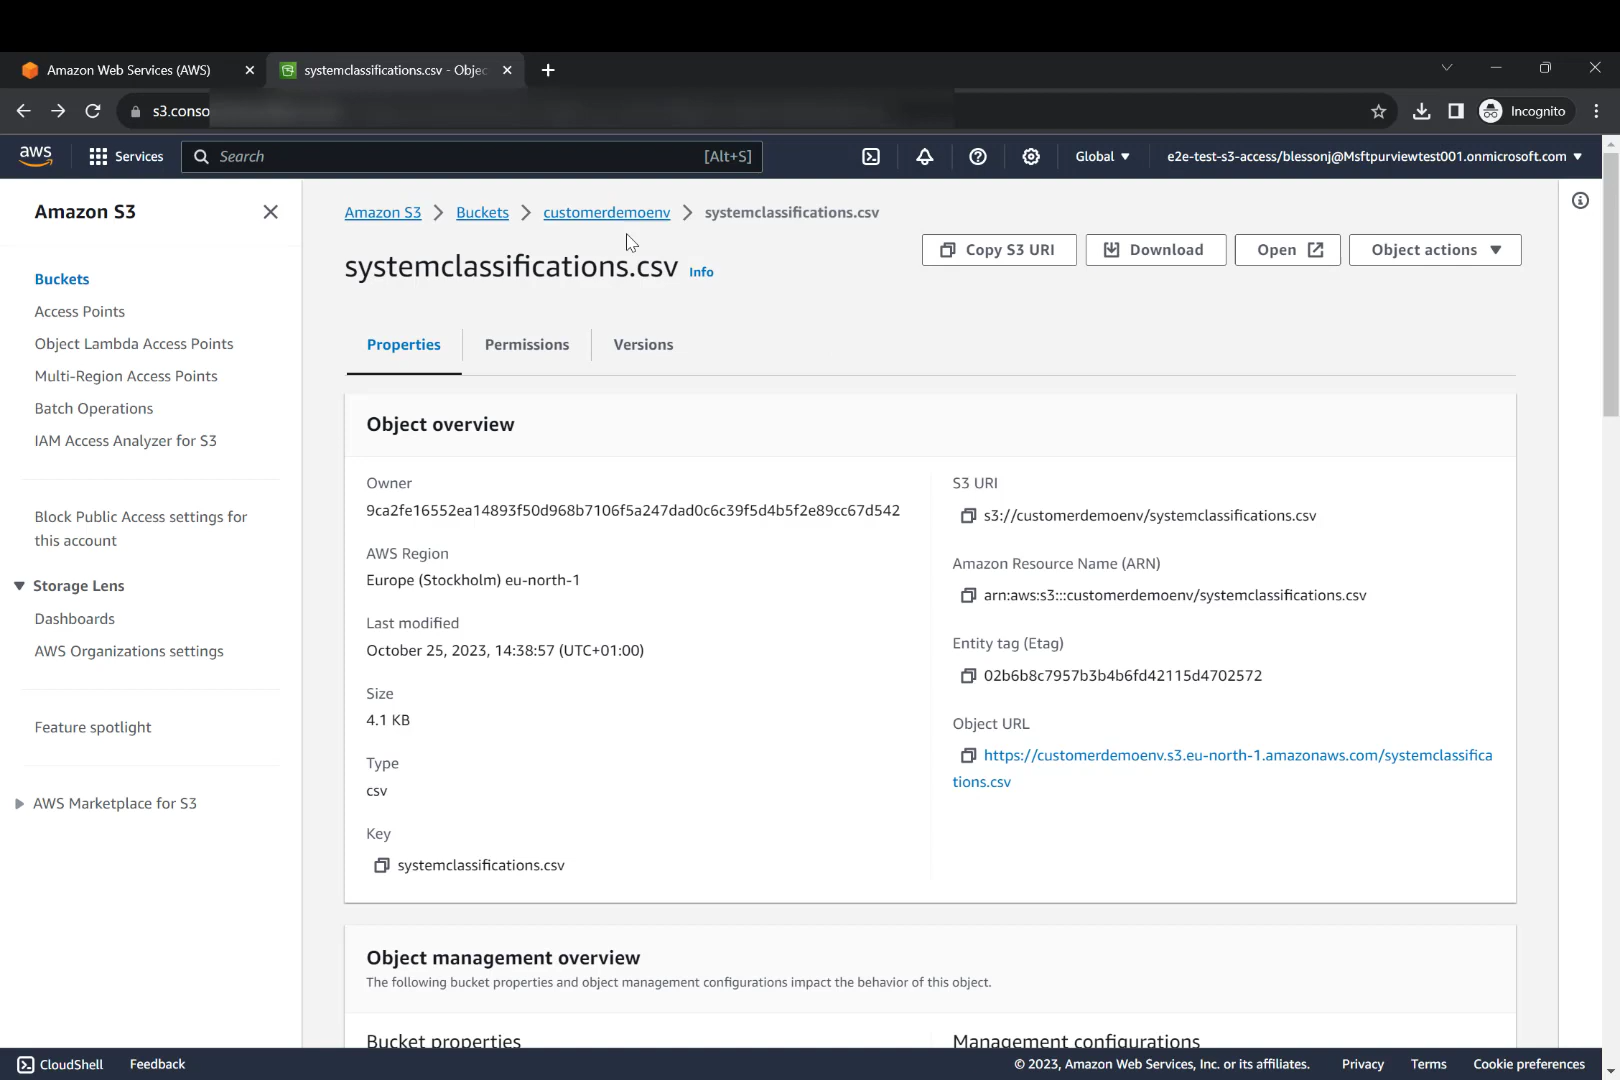 Amazon Web Services (AWS)
systemclassifications.csv - Objec
s3.conso
Incognito
aws
Services
Search
[Alt+S]
Global
e2e-test-s3-access/blessonj@Msftpurviewtest001.onmicrosoft.com
Amazon S3
Buckets
Access Points
Object Lambda Access Points
Multi-Region Access Points
Batch Operations
IAM Access Analyzer for S3
Block Public Access settings for
this account
Storage Lens
Dashboards
AWS Organizations settings
Feature spotlight
AWS Marketplace for S3
Amazon S3 > Buckets > customerdemoenv > systemclassifications.csv
systemclassifications.csv Info
Copy S3 URI
Download
Open
Object actions
Properties
Permissions
Versions
Object overview
Owner
9ca2fe16552ea14893f50d968b7106f5a247dad0c6c39f5d4b5f2e89cc67d542
AWS Region
Europe (Stockholm) eu-north-1
Last modified
October 25, 2023, 14:38:57 (UTC+01:00)
Size
4.1 KB
Type
csv
Key
systemclassifications.csv
S3 URI
s3://customerdemoenv/systemclassifications.csv
Amazon Resource Name (ARN)
arn:aws:s3:::customerdemoenv/systemclassifications.csv
Entity tag (Etag)
02b6b8c7957b3b4b6fd42115d4702572
Object URL
https://customerdemoenv.s3.eu-north-1.amazonaws.com/systemclassifica
tions.csv
Object management overview
The following bucket properties and object management configurations impact the behavior of this object.
Bucket properties
Management configurations
CloudShell
Feedback
© 2023, Amazon Web Services, Inc. or its affiliates.
Privacy
Terms
Cookie preferences